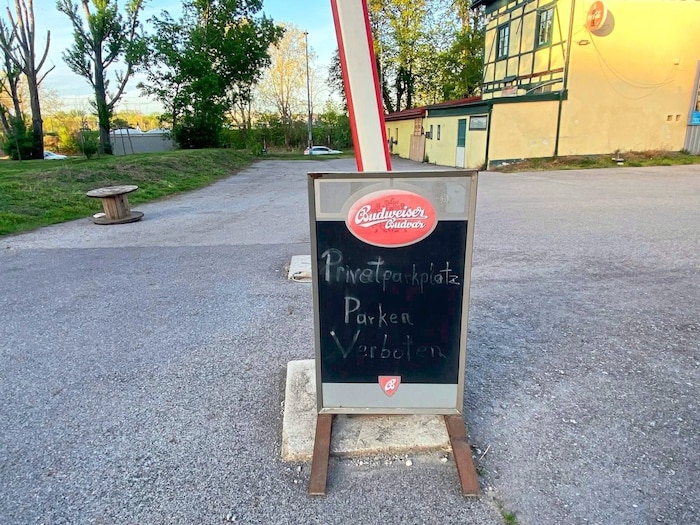 Budweiser
Budvar
Privatparkplatz
Parken
Verboten
B